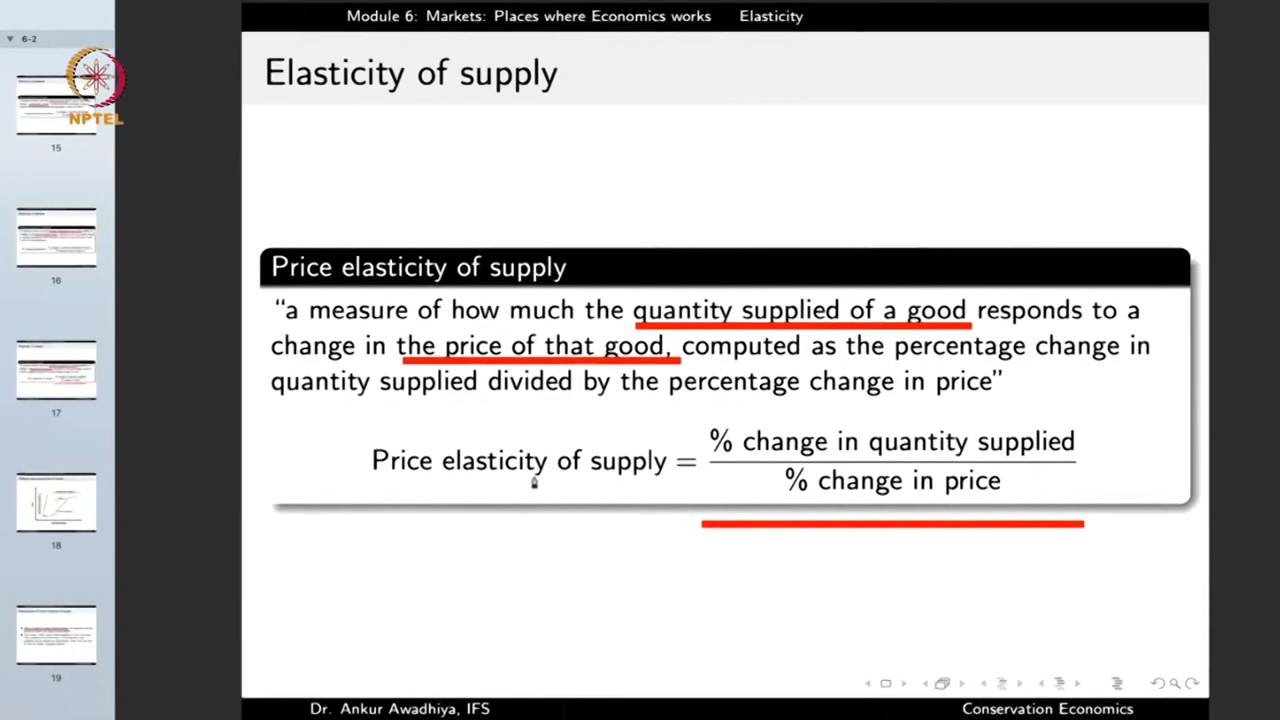 Module 6: Markets: Places where Economics works Elasticity
6-2
NPTEL
15
16
17
18
19
Elasticity of supply
Price elasticity of supply
“a measure of how much the quantity supplied of a good responds to a
change in the price of that good, computed as the percentage change in
quantity supplied divided by the percentage change in price”
Price elasticity of supply = % change in quantity supplied
% change in price
Dr. Ankur Awadhiya, IFS Conservation Economics